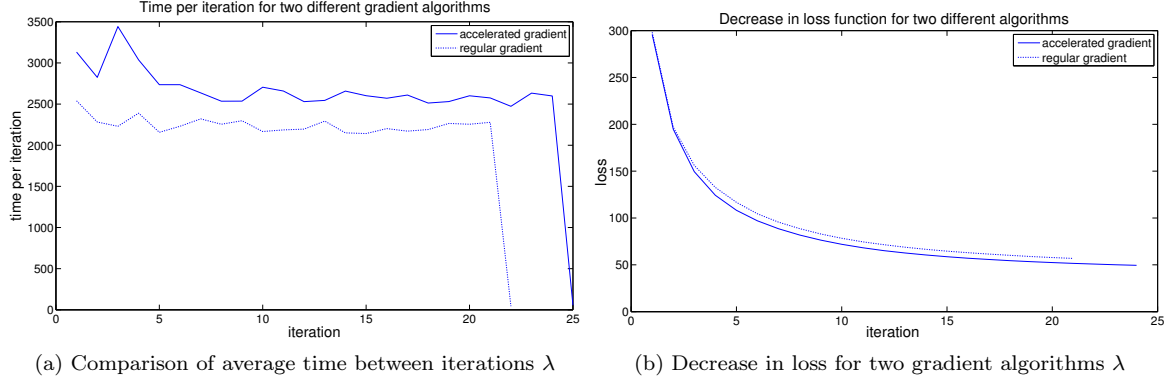 Time per iteration for two different gradient algorithms
3500
3000
2500
2000
1500
1000
500
0
0
5
10
15
20
25
time per iteration
iteration
accelerated gradient
regular gradient
(a) Comparison of average time between iterations λ
Decrease in loss function for two different algorithms
300
250
200
150
100
50
0
0
5
10
15
20
25
loss
iteration
accelerated gradient
regular gradient
(b) Decrease in loss for two gradient algorithms λ